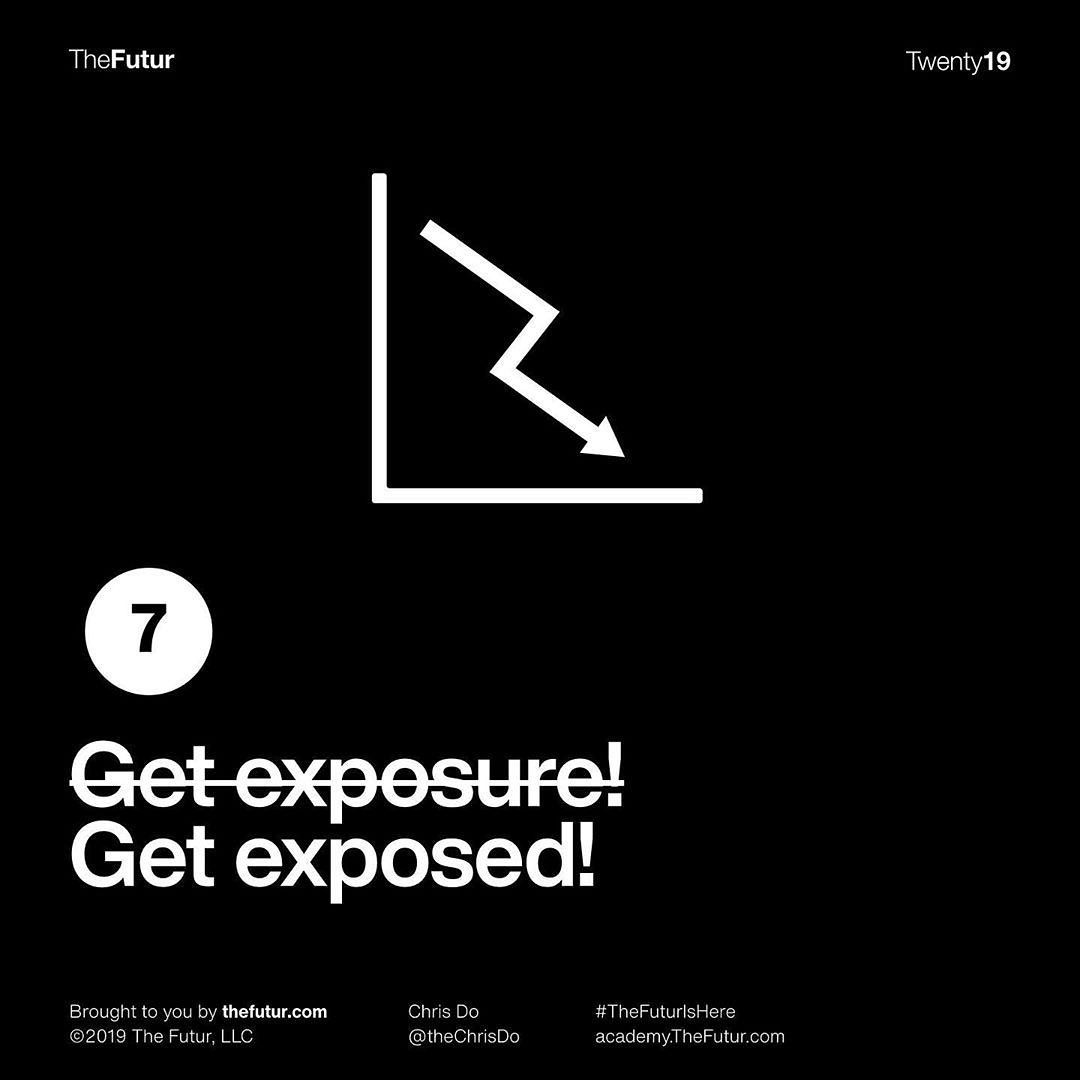 TheFutur
Twenty19
7
Get exposure!
Get exposed!
Brought to you by thefutur.com
©2019 The Futur, LLC
Chris Do
@theChrisDo
#TheFuturIsHere
academy.TheFutur.com